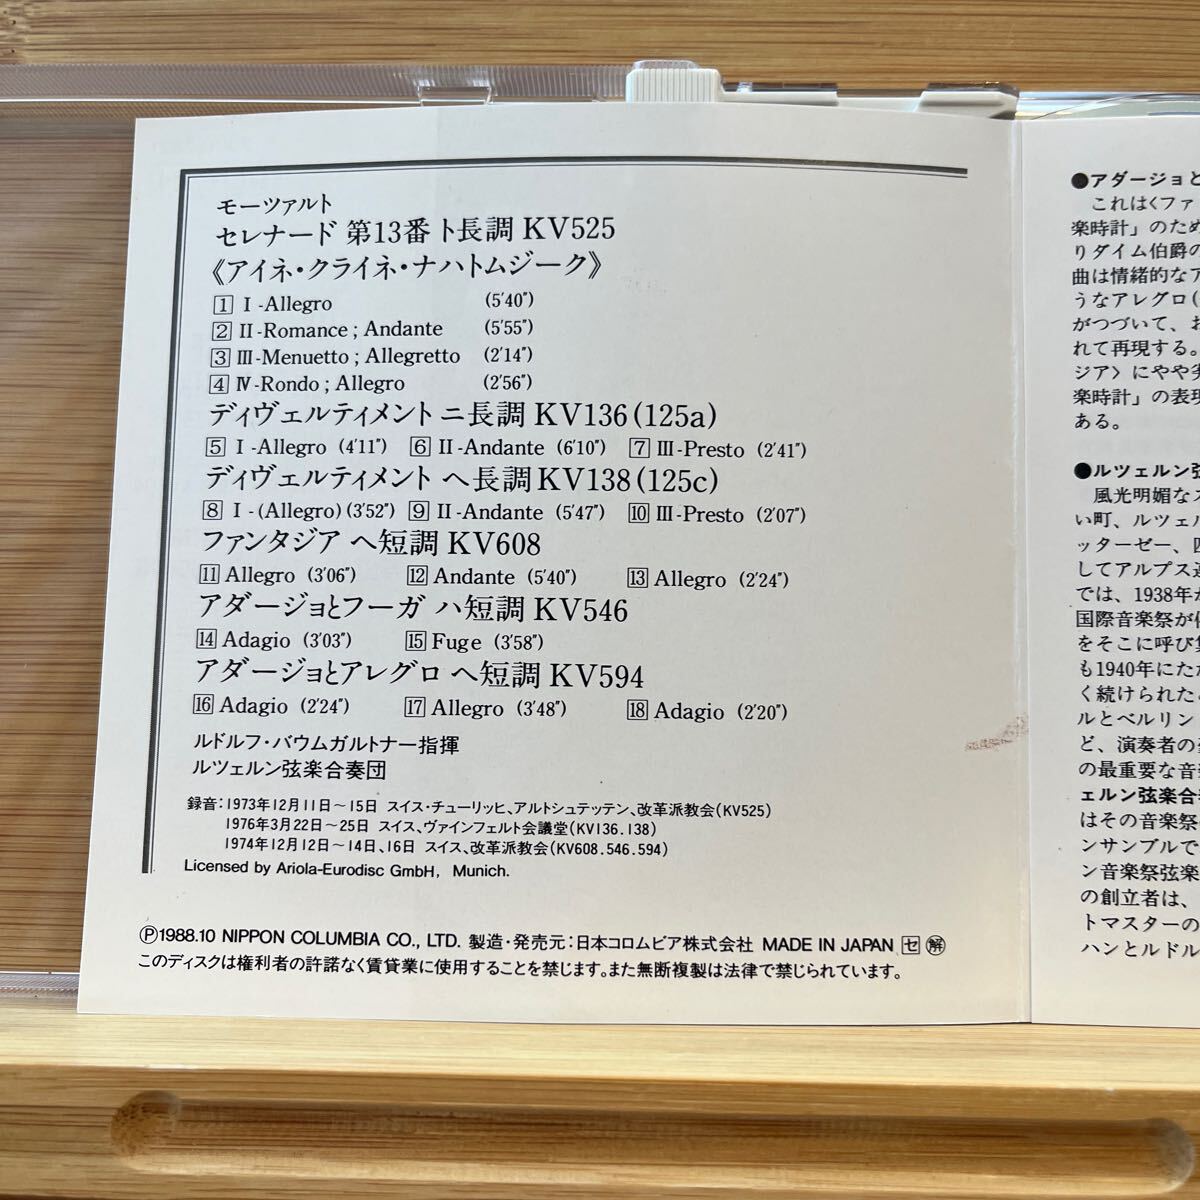 モーツァルト
セレナード 第13番 ト長調 KV525
《アイネ・クライネ・ナハトムジーク》
1 I-Allegro (5′40″)
2 II-Romance ; Andante (5′55″)
3 III-Menuetto ; Allegretto (2′14″)
4 IV-Rondo ; Allegro (2′56″)
ディヴェルティメント ニ長調 KV136 (125a)
5 I-Allegro (4′11″) 6 II-Andante (6′10″) 7 III-Presto (2′41″)
ディヴェルティメント ヘ長調 KV138 (125c)
8 I-(Allegro) (3′52″) 9 II-Andante (5′47″) 10 III-Presto (2′07″)
ファンタジア ヘ短調 KV608
11 Allegro (3′06″) 12 Andante (5′40″) 13 Allegro (2′24″)
アダージョとフーガ ハ短調 KV546
14 Adagio (3′03″) 15 Fuge (3′58″)
アダージョとアレグロ ヘ短調 KV594
16 Adagio (2′24″) 17 Allegro (3′48″) 18 Adagio (2′20″)
ルドルフ・バウムガルトナー指揮
ルツェルン弦楽合奏団
録音：1973年12月11日〜15日 スイス・チューリッヒ、アルトシュテッテン、改革派教会(KV525)
1976年3月22日〜25日 スイス、ヴァインフェルト会議堂(KV136.138)
1974年12月12日〜14日、16日 スイス、改革派教会(KV608.546.594)
Licensed by Ariola-Eurodisc GmbH, Munich.
Ⓟ1988.10 NIPPON COLUMBIA CO., LTD. 製造・発売元：日本コロムビア株式会社 MADE IN JAPAN セ 解
このディスクは権利者の許諾なく賃貸業に使用することを禁じます。また無断複製は法律で禁じられています。
●アダージョと
これは〈ファ
楽時計」のため
りダイム伯爵の
曲は情緒的なア
うなアレグロ(
がつづいて、お
れて再現する。
ジア〉にやや劣
楽時計」の表現
ある。
●ルツェルン弦
風光明媚なス
い町、ルツェル
ッターゼー、四
してアルプス連
では、1938年か
国際音楽祭が催
をそこに呼び集
も1940年にただ
く続けられた
ルとベルリン
ど、演奏者の
の最重要な音楽
ェルン弦楽合奏
はその音楽祭
ンサンブルで
ン音楽祭弦楽
の創立者は、
トマスターの
ハンとルドル